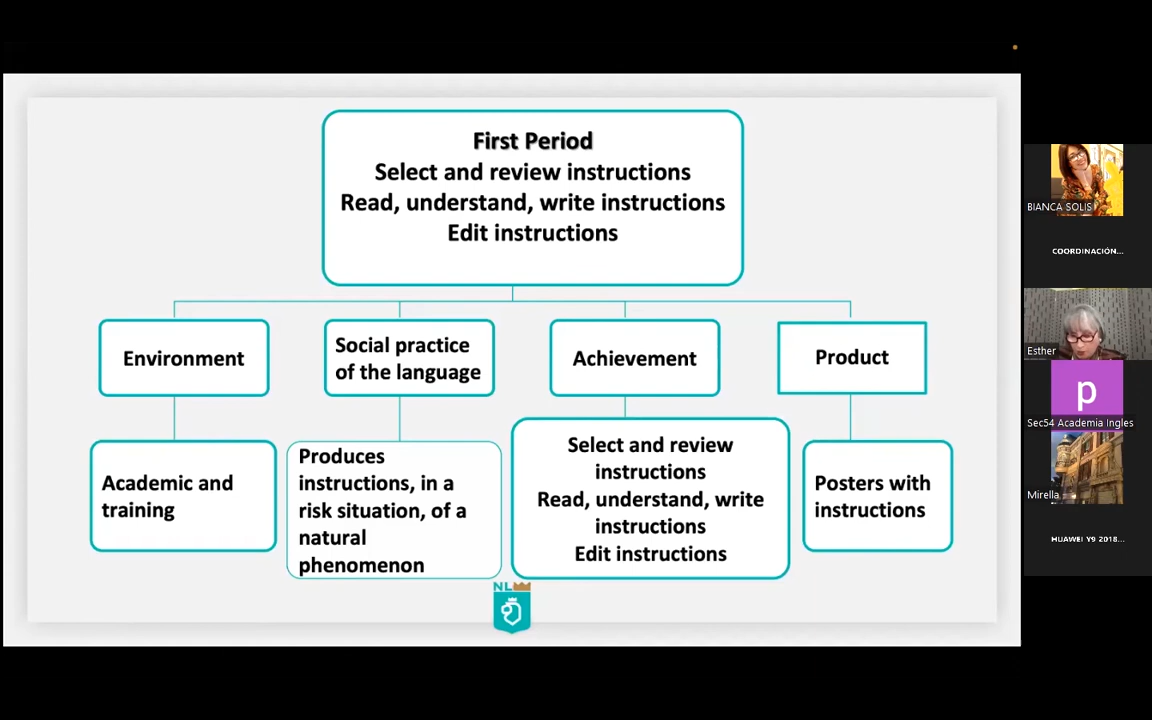 First Period
Select and review instructions
Read, understand, write instructions
Edit instructions
Environment
Social practice
of the language
Achievement
Product
Academic and
training
Produces
instructions, in a
risk situation, of a
natural
phenomenon
Select and review
instructions
Read, understand, write
instructions
Edit instructions
Posters with
instructions
NL
BIANCA SOLIS
COORDINACIÓN...
Esther
p
Sec54 Academia Ingles
Mirella
HUAWEI Y9 2018...